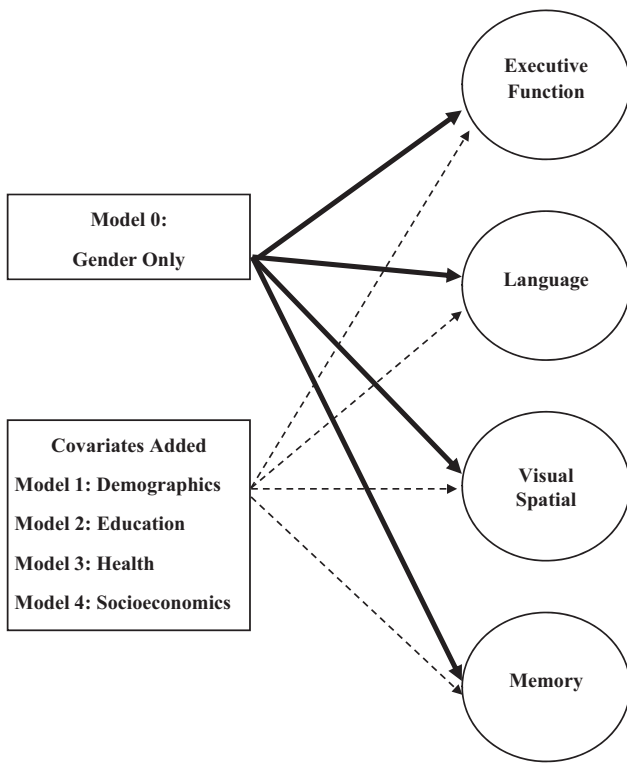 Executive
Function
Model 0:
Gender Only
Language
Covariates Added
Model 1: Demographics
Model 2: Education
Model 3: Health
Model 4: Socioeconomics
Visual
Spatial
Memory